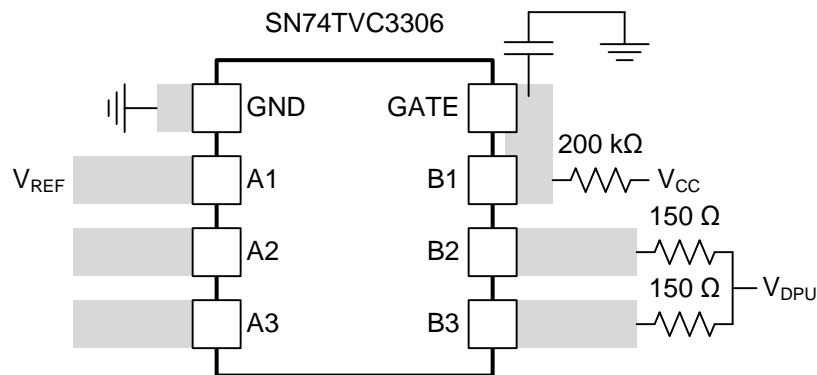 SN74TVC3306
GND
GATE
200 kΩ
V_REF
A1
B1
V_CC
150 Ω
A2
B2
150 Ω
V_DPU
A3
B3